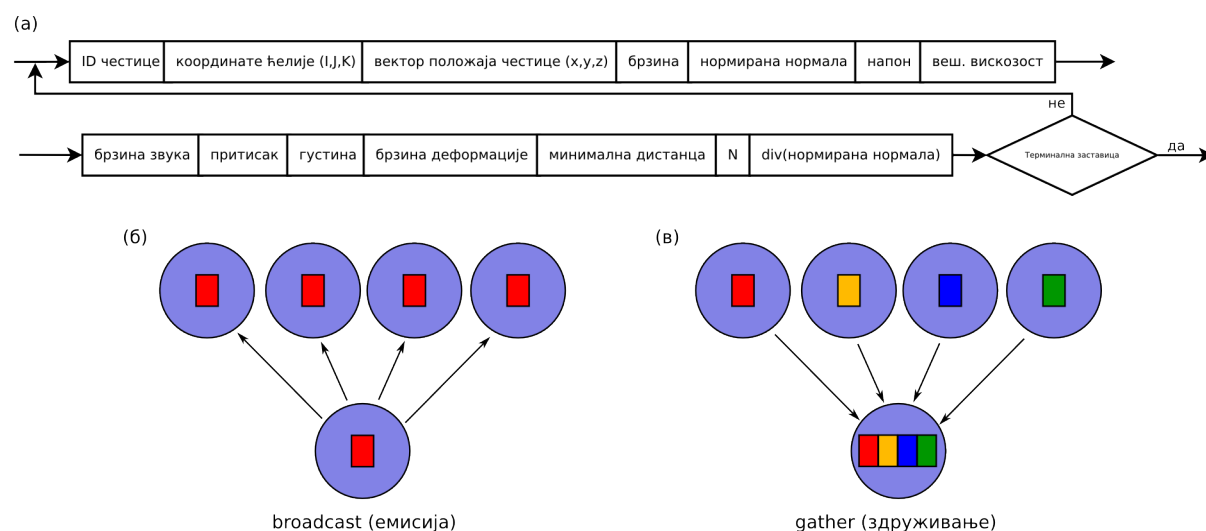 (а)
ID честице координате ћелије (I,J,K) вектор положаја честице (x,y,z) брзина нормирана нормала напон веш. вискозост
не
брзина звука притисак густина брзина деформације минимална дистанца N div(нормирана нормала) Терминална заставица да
(б) (в)
broadcast (емисија) gather (здруживање)